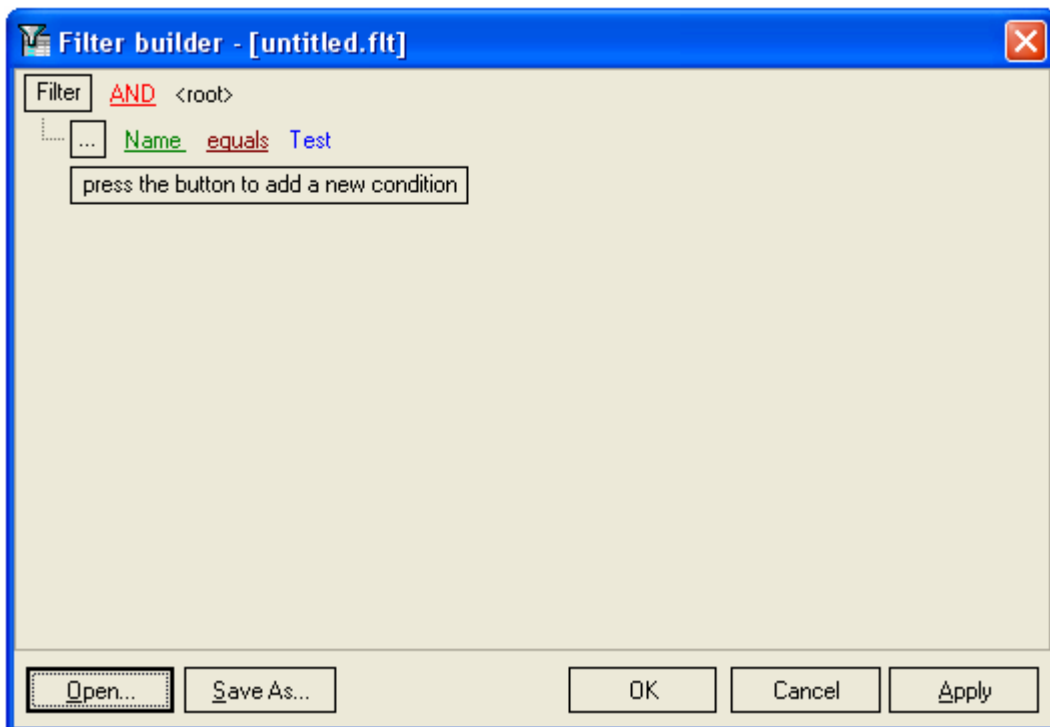 Filter builder - [untitled.flt]
Filter AND <root>
... Name equals Test
press the button to add a new condition
Open... Save As... OK Cancel Apply